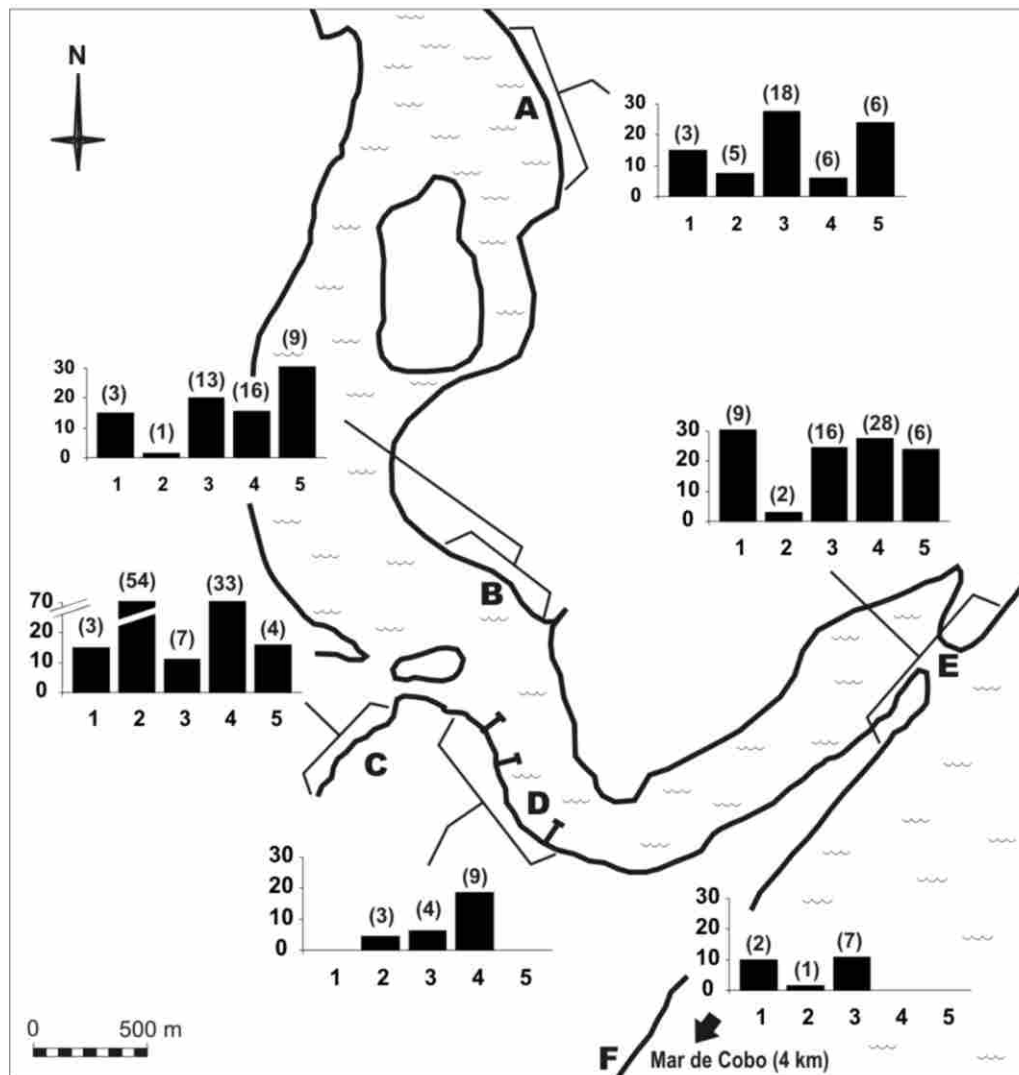 N
A
30
20
10
0
(3) (5) (18) (6) (6)
1 2 3 4 5
30
20
10
0
(3) (1) (13) (16) (9)
1 2 3 4 5
30
20
10
0
(9) (2) (16) (28) (6)
1 2 3 4 5
B
E
70
20
10
0
(3) (54) (7) (33) (4)
1 2 3 4 5
C
D
30
20
10
0
(3) (4) (9)
1 2 3 4 5
30
20
10
0
(2) (1) (7)
1 2 3 4 5
0 500 m
F Mar de Cobo (4 km)